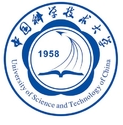 中国科学技术大学
1958
University of Science and Technology of China